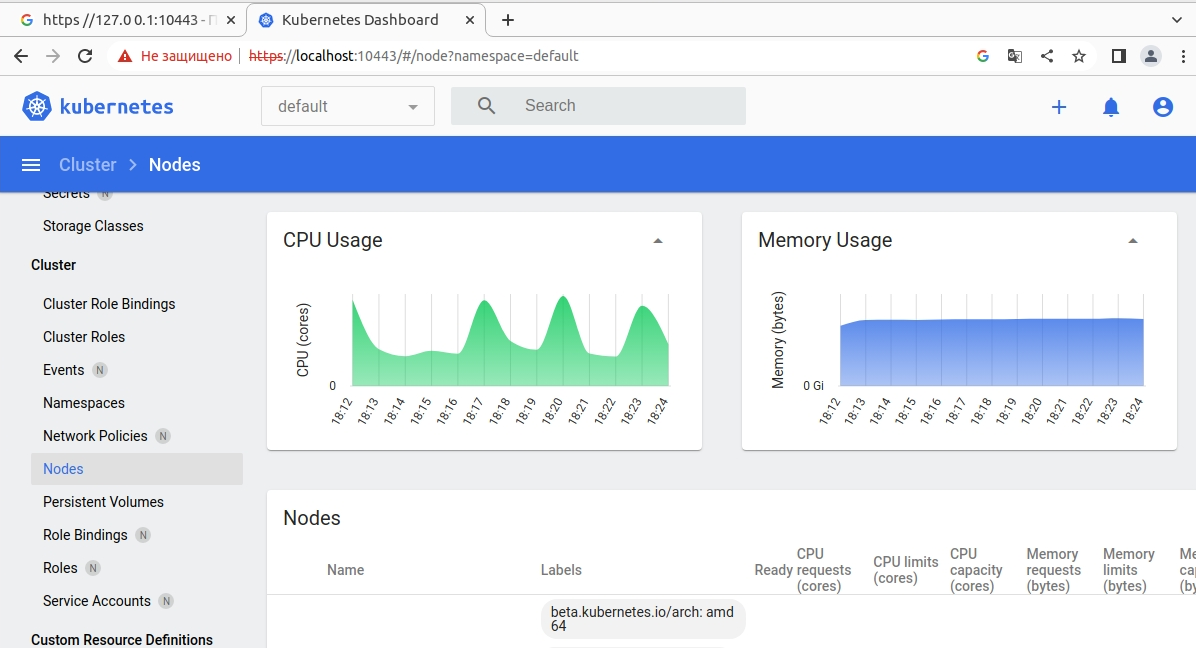 https //127.0 0.1:10443 - П
Kubernetes Dashboard
Не защищено
https://localhost:10443/#/node?namespace=default
kubernetes
default
Search
Cluster > Nodes
Secrets N
Storage Classes
Cluster
Cluster Role Bindings
Cluster Roles
Events N
Namespaces
Network Policies N
Nodes
Persistent Volumes
Role Bindings N
Roles N
Service Accounts N
Custom Resource Definitions
CPU Usage
CPU (cores)
0
18:12 18:13 18:14 18:15 18:16 18:17 18:18 18:19 18:20 18:21 18:22 18:23 18:24
Memory Usage
Memory (bytes)
0 Gi
18:12 18:13 18:14 18:15 18:16 18:17 18:18 18:19 18:20 18:21 18:22 18:23 18:24
Nodes
Name
Labels
Ready
CPU
requests
(cores)
CPU limits
(cores)
CPU
capacity
(cores)
Memory
requests
(bytes)
Memory
limits
(bytes)
Me
cap
(by
beta.kubernetes.io/arch: amd
64